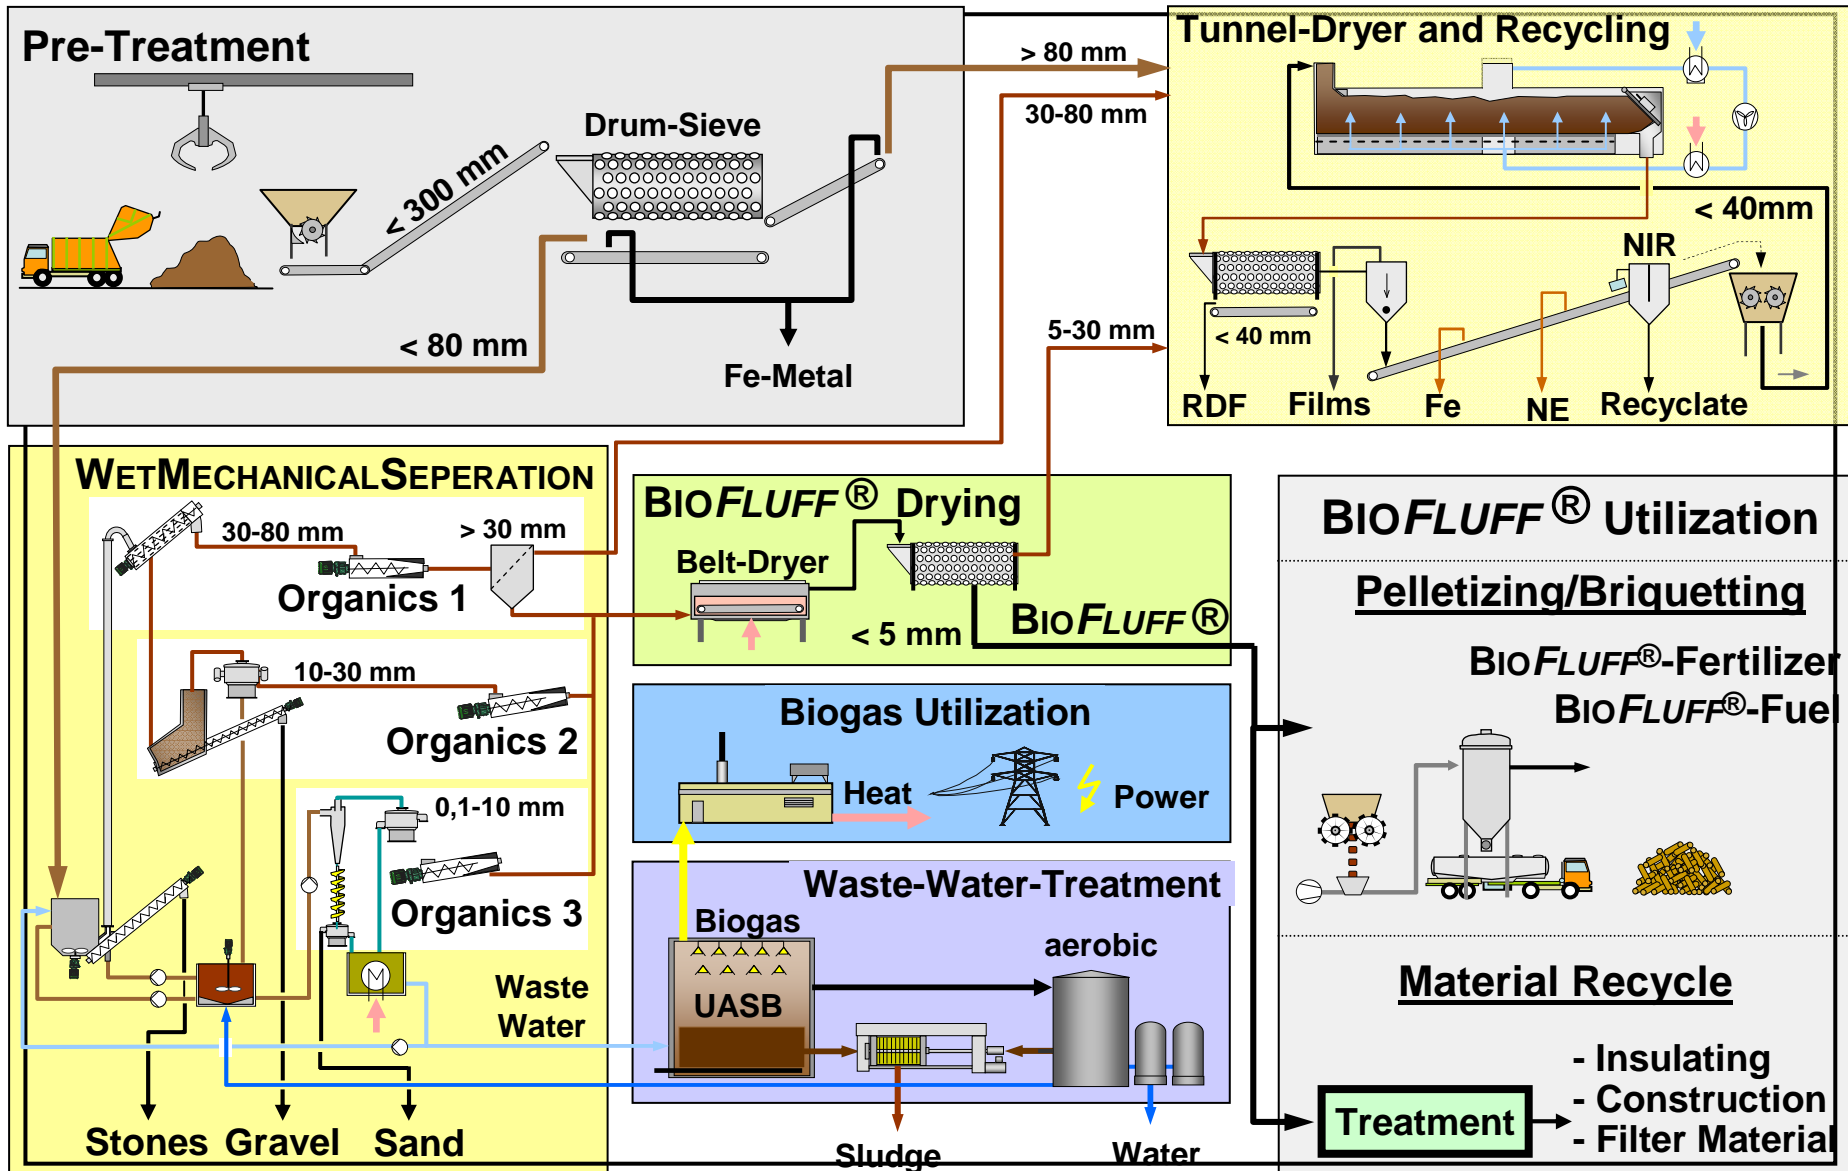 Pre-Treatment
Drum-Sieve
< 300 mm
< 80 mm
Fe-Metal
> 80 mm
30-80 mm
5-30 mm
Tunnel-Dryer and Recycling
< 40mm
NIR
< 40 mm
RDF
Films
Fe
NE
Recyclate
WETMECHANICALSEPERATION
30-80 mm
> 30 mm
Organics 1
10-30 mm
Organics 2
0,1-10 mm
Organics 3
M
Waste
Water
Stones
Gravel
Sand
BIOFLUFF® Drying
Belt-Dryer
< 5 mm
BIOFLUFF®
Biogas Utilization
Heat
Power
Waste-Water-Treatment
Biogas
aerobic
UASB
Sludge
Water
BIOFLUFF® Utilization
Pelletizing/Briquetting
BIOFLUFF®-Fertilizer
BIOFLUFF®-Fuel
Material Recycle
Treatment
- Insulating
- Construction
- Filter Material